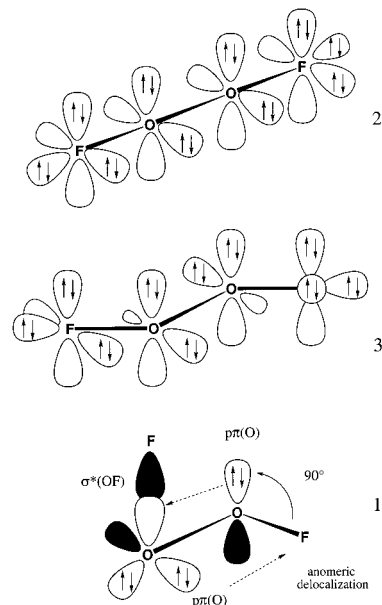 F
O
O
F
2
F
O
O
3
F
pπ(O)
σ*(OF)
90°
1
O
F
O
anomeric
delocalization
pπ(O)